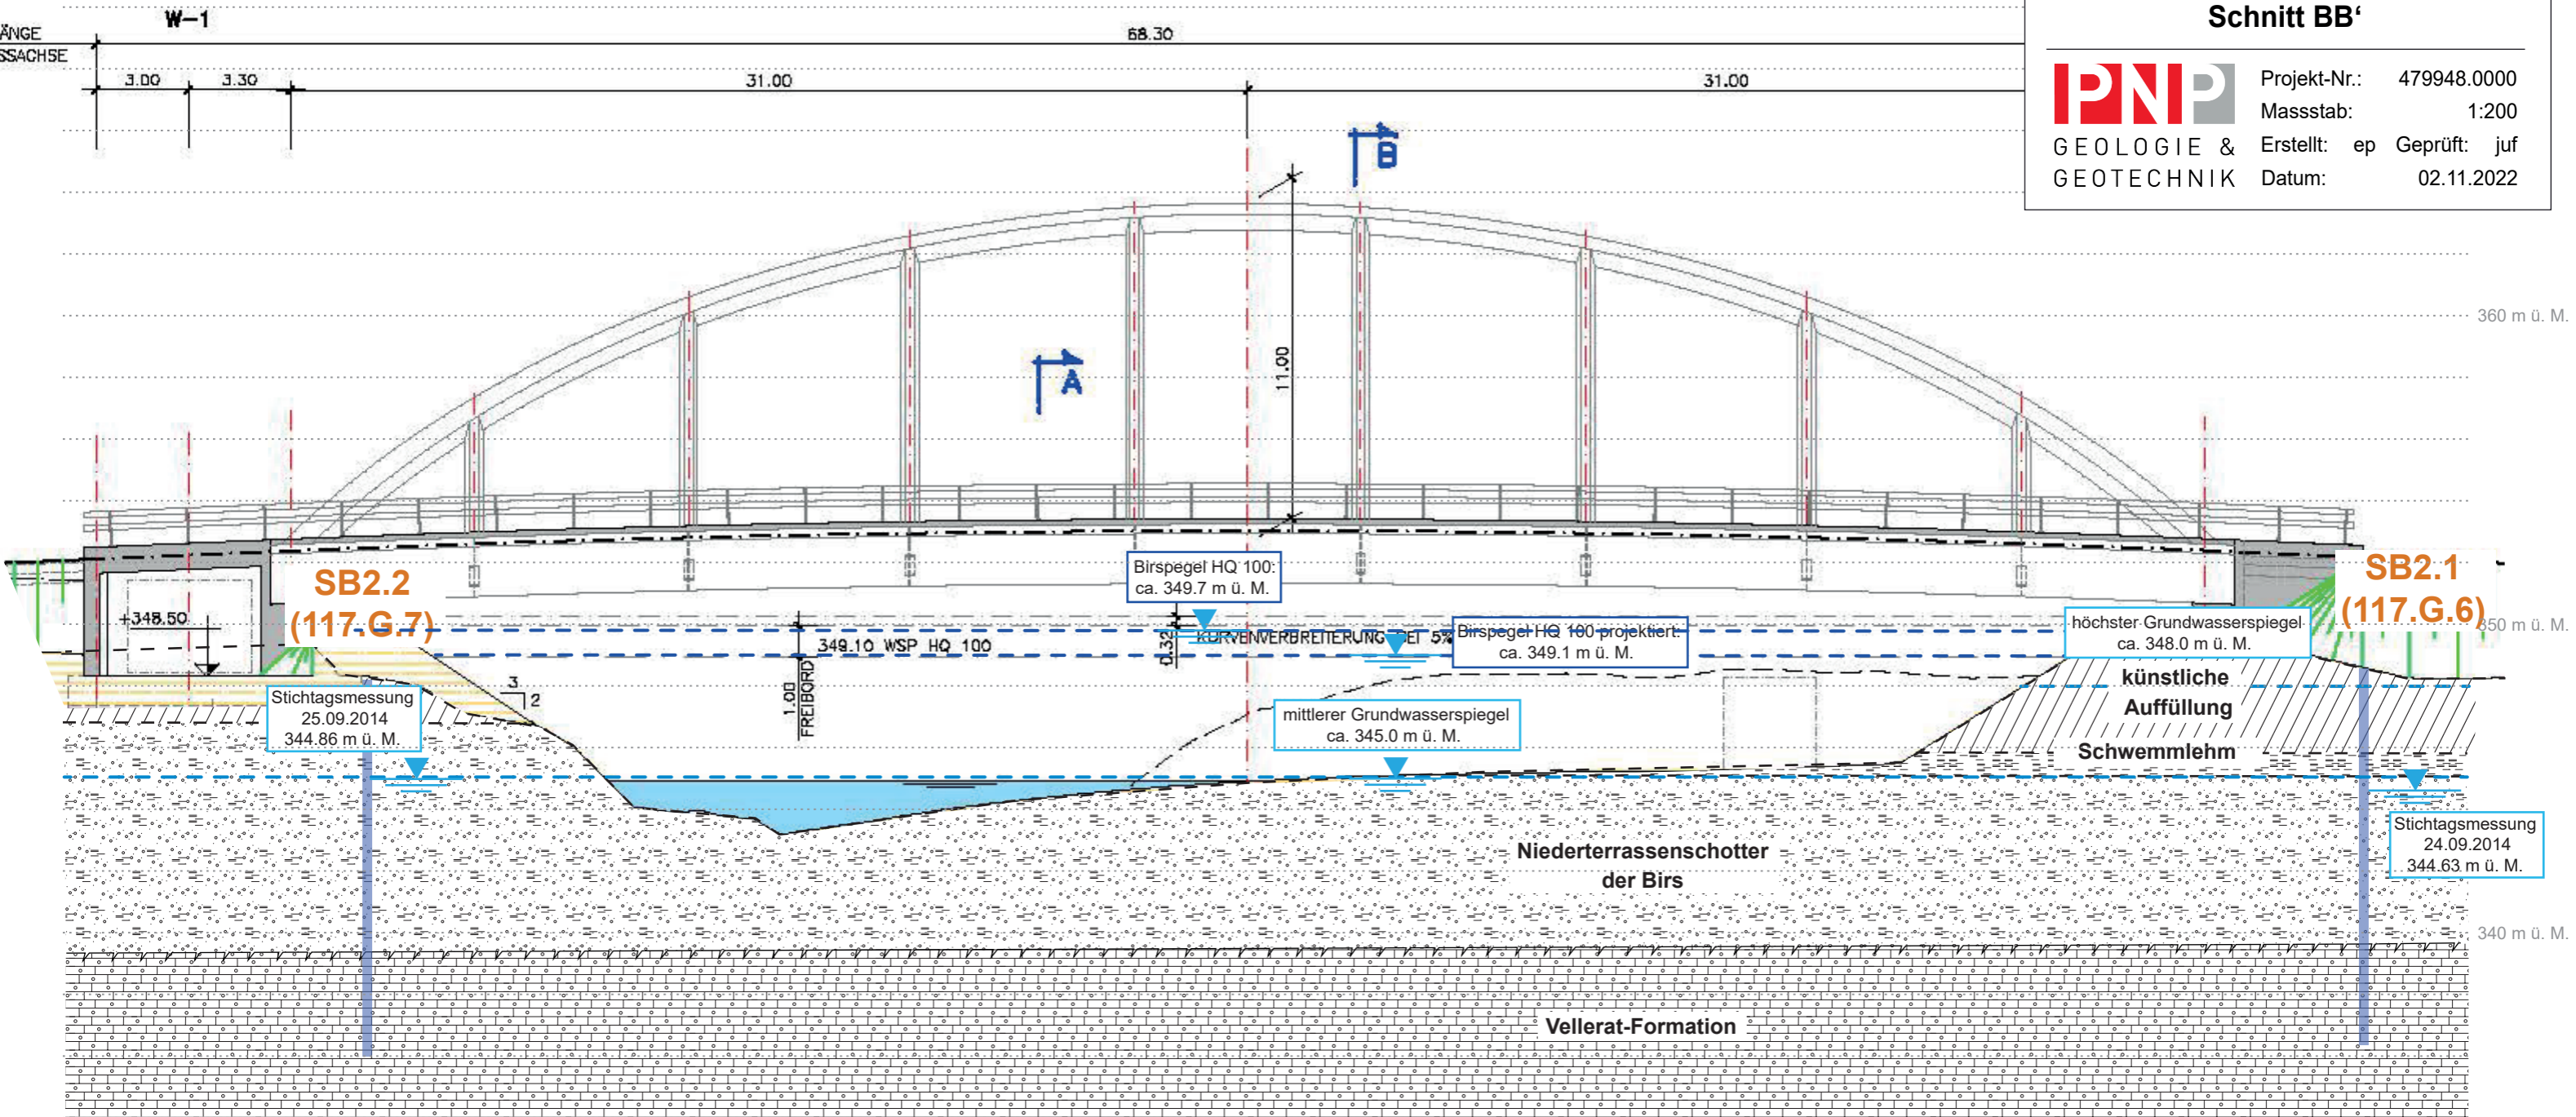 W-1
ÄNGE
SSACHSE
68.30
3.00
3.30
31.00
31.00
Schnitt BB‘
PNP
GEOLOGIE &
GEOTECHNIK
Projekt-Nr.: 479948.0000
Massstab: 1:200
Erstellt: ep Geprüft: juf
Datum: 02.11.2022
B
A
11.00
360 m ü. M.
SB2.2
(117.G.7)
+348.50
Birspegel HQ 100:
ca. 349.7 m ü. M.
SB2.1
(117.G.6)
350 m ü. M.
0.32
KURVENVERBREITERUNG BEI 5%
349.10 WSP HQ 100
Birspegel HQ 100 projektiert:
ca. 349.1 m ü. M.
höchster Grundwasserspiegel
ca. 348.0 m ü. M.
1.00
FREIBORD
3
2
Stichtagsmessung
25.09.2014
344.86 m ü. M.
mittlerer Grundwasserspiegel
ca. 345.0 m ü. M.
künstliche
Auffüllung
Schwemmlehm
Stichtagsmessung
24.09.2014
344.63 m ü. M.
Niederterrassenschotter
der Birs
340 m ü. M.
Vellerat-Formation